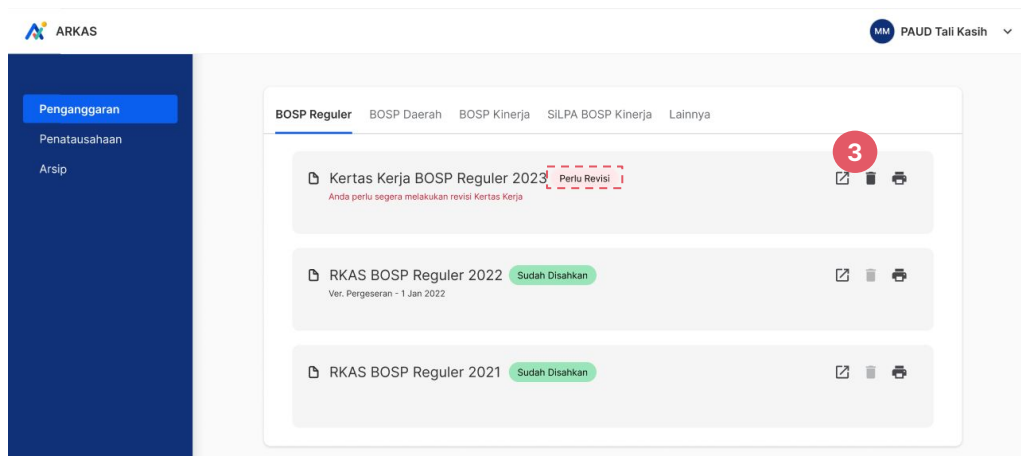 ARKAS
MM PAUD Tali Kasih
Penganggaran
Penatausahaan
Arsip
BOSP Reguler BOSP Daerah BOSP Kinerja SiLPA BOSP Kinerja Lainnya
3
Kertas Kerja BOSP Reguler 2023 Perlu Revisi
Anda perlu segera melakukan revisi Kertas Kerja
RKAS BOSP Reguler 2022 Sudah Disahkan
Ver. Pergeseran - 1 Jan 2022
RKAS BOSP Reguler 2021 Sudah Disahkan